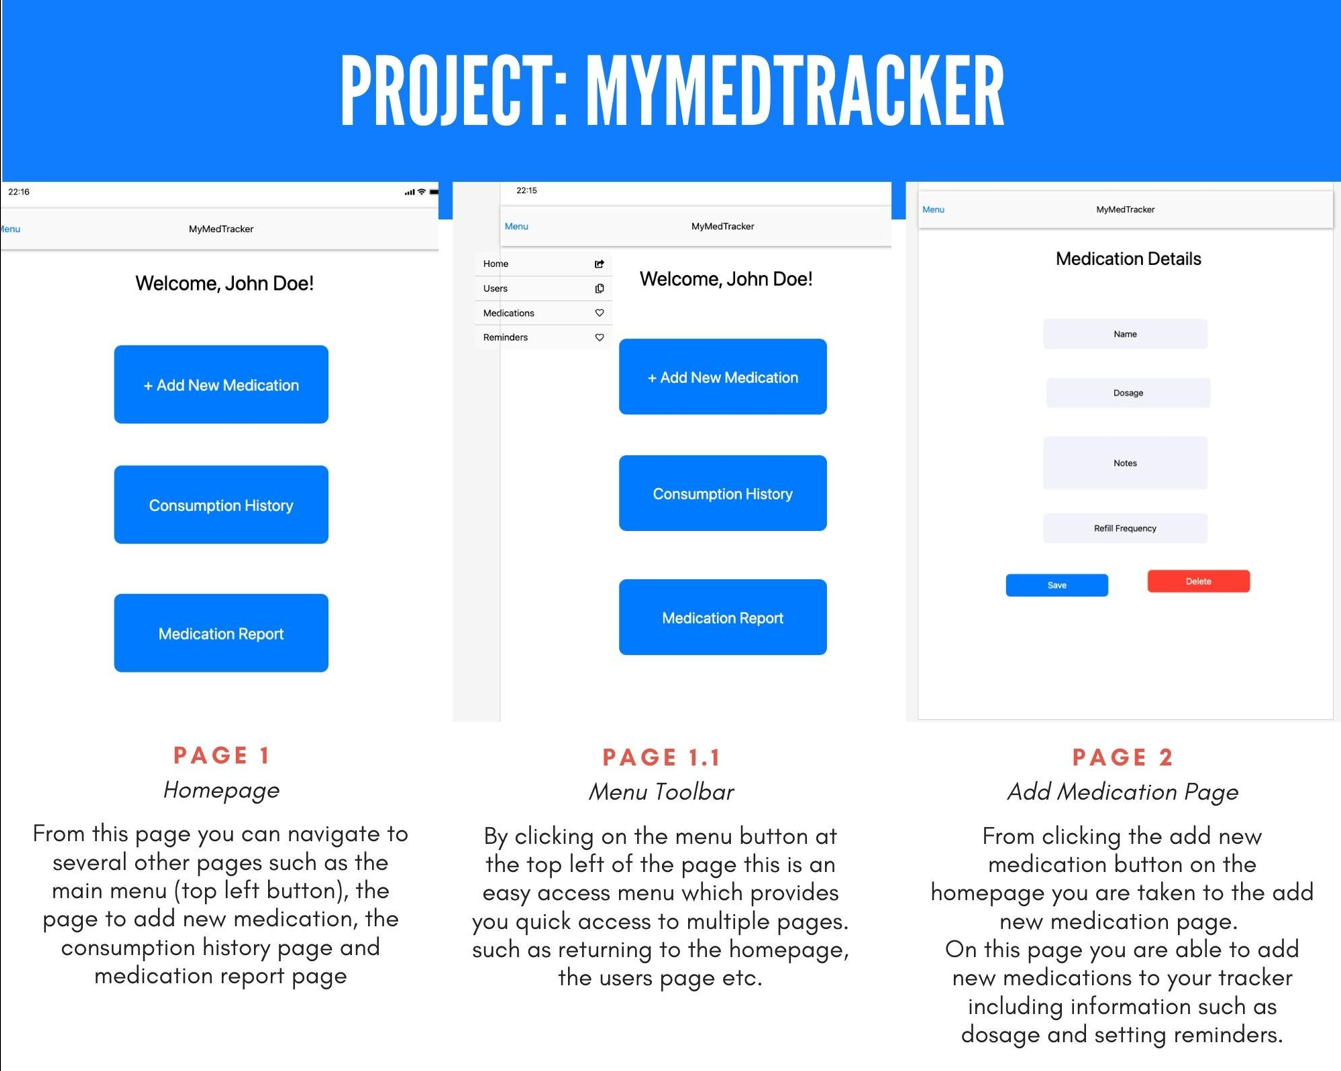 PROJECT: MYMEDTRACKER
22:16
Menu
MyMedTracker
Welcome, John Doe!
+ Add New Medication
Consumption History
Medication Report
22:15
Menu
MyMedTracker
Home
Users
Medications
Reminders
Welcome, John Doe!
+ Add New Medication
Consumption History
Medication Report
Menu
MyMedTracker
Medication Details
Name
Dosage
Notes
Refill Frequency
Save
Delete
PAGE 1
Homepage
From this page you can navigate to
several other pages such as the
main menu (top left button), the
page to add new medication, the
consumption history page and
medication report page
PAGE 1.1
Menu Toolbar
By clicking on the menu button at
the top left of the page this is an
easy access menu which provides
you quick access to multiple pages.
such as returning to the homepage,
the users page etc.
PAGE 2
Add Medication Page
From clicking the add new
medication button on the
homepage you are taken to the add
new medication page.
On this page you are able to add
new medications to your tracker
including information such as
dosage and setting reminders.